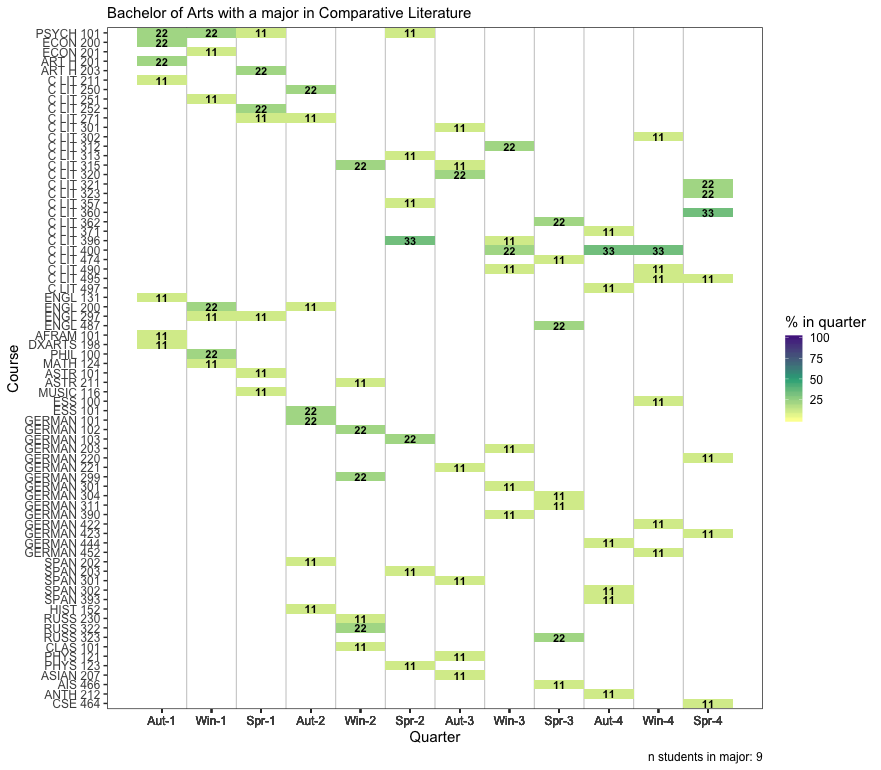 Bachelor of Arts with a major in Comparative Literature
PSYCH 101 22 22 11 11
ECON 200 22
ECON 201 11
ART H 201 22
ART H 203 22
C LIT 211 11
C LIT 250 22
C LIT 251 11
C LIT 252 22
C LIT 271 11 11
C LIT 301 11
C LIT 302 11
C LIT 312 22
C LIT 313 11
C LIT 315 22 11
C LIT 320 22
C LIT 321 22
C LIT 323 22
C LIT 357 11
C LIT 360 33
C LIT 362 22
C LIT 371 11
C LIT 396 33 11
C LIT 400 22 33 33
C LIT 474 11
C LIT 490 11 11
C LIT 495 11 11
C LIT 497 11
ENGL 131 11
ENGL 200 22 11
ENGL 297 11 11
ENGL 487 22
AFRAM 101 11
DXARTS 198 11
PHIL 100 22
MATH 124 11
ASTR 101 11
ASTR 211 11
MUSIC 116 11
ESS 100 11
ESS 101 22
GERMAN 101 22
GERMAN 102 22
GERMAN 103 22
GERMAN 203 11
GERMAN 220 11
GERMAN 221 11
GERMAN 299 22
GERMAN 301 11
GERMAN 304 11
GERMAN 311 11
GERMAN 390 11
GERMAN 422 11
GERMAN 423 11
GERMAN 444 11
GERMAN 452 11
SPAN 202 11
SPAN 203 11
SPAN 301 11
SPAN 302 11
SPAN 393 11
HIST 152 11
RUSS 230 11
RUSS 322 22
RUSS 323 22
CLAS 101 11
PHYS 121 11
PHYS 123 11
ASIAN 207 11
AIS 466 11
ANTH 212 11
CSE 464 11
Course
Aut-1 Win-1 Spr-1 Aut-2 Win-2 Spr-2 Aut-3 Win-3 Spr-3 Aut-4 Win-4 Spr-4
Quarter
% in quarter
100
75
50
25
n students in major: 9